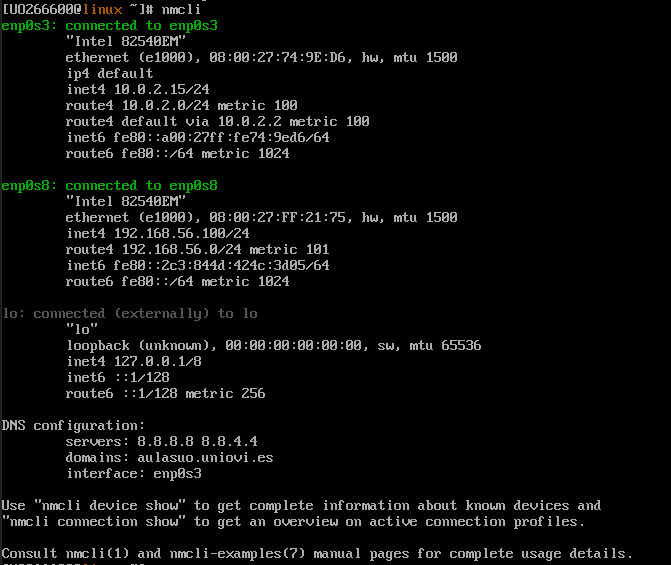 [UO266600@linux ~]# nmcli
enp0s3: connected to enp0s3
"Intel 82540EM"
ethernet (e1000), 08:00:27:74:9E:D6, hw, mtu 1500
ip4 default
inet4 10.0.2.15/24
route4 10.0.2.0/24 metric 100
route4 default via 10.0.2.2 metric 100
inet6 fe80::a00:27ff:fe74:9ed6/64
route6 fe80::/64 metric 1024
enp0s8: connected to enp0s8
"Intel 82540EM"
ethernet (e1000), 08:00:27:FF:21:75, hw, mtu 1500
inet4 192.168.56.100/24
route4 192.168.56.0/24 metric 101
inet6 fe80::2c3:844d:424c:3d05/64
route6 fe80::/64 metric 1024
lo: connected (externally) to lo
"lo"
loopback (unknown), 00:00:00:00:00:00, sw, mtu 65536
inet4 127.0.0.1/8
inet6 ::1/128
route6 ::1/128 metric 256
DNS configuration:
servers: 8.8.8.8 8.8.4.4
domains: aulasuo.uniovi.es
interface: enp0s3
Use "nmcli device show" to get complete information about known devices and
"nmcli connection show" to get an overview on active connection profiles.
Consult nmcli(1) and nmcli-examples(7) manual pages for complete usage details.